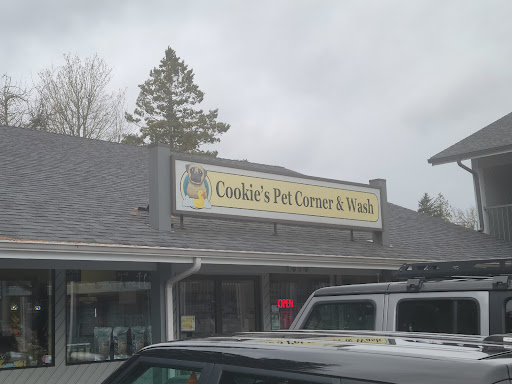 Cookie's Pet Corner & Wash
OPEN